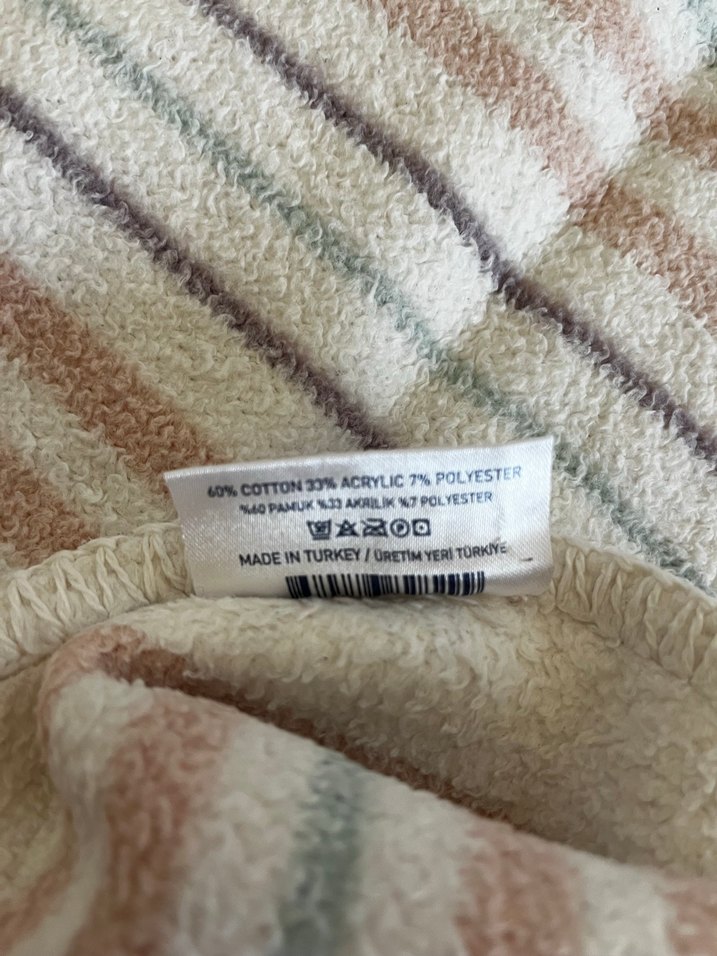 60% COTTON 33% ACRYLIC 7% POLYESTER
%60 PAMUK %33 AKRİLİK %7 POLYESTER
MADE IN TURKEY / ÜRETİM YERİ TÜRKİYE